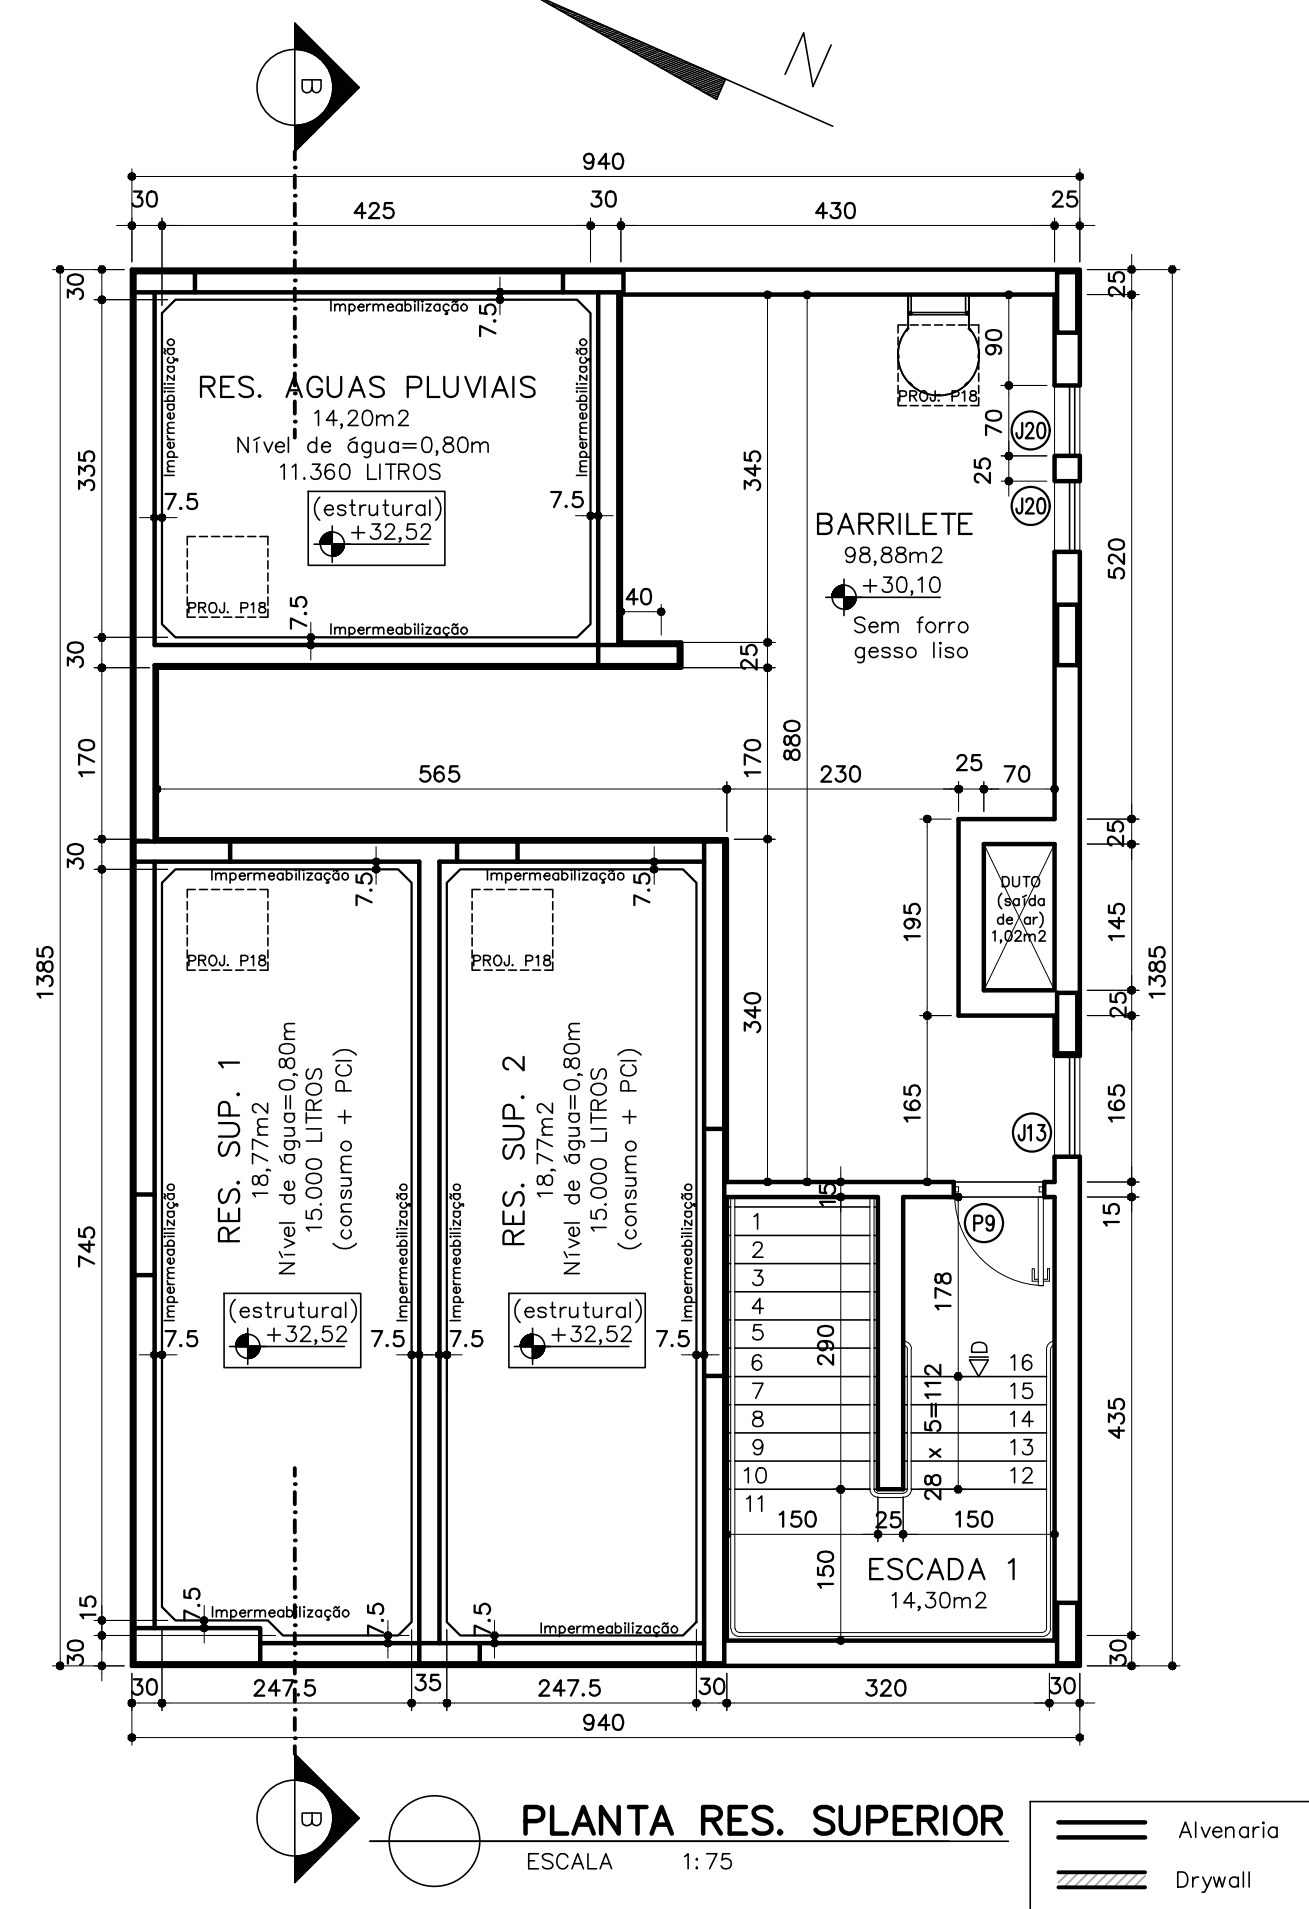 N
B
940
30
425
30
430
25
30
335
30
170
30
745
15
30
1385
Impermeabilização
7.5
Impermeabilização
Impermeabilização
RES. AGUAS PLUVIAIS
14,20m2
Nível de água=0,80m
11.360 LITROS
7.5
7.5
(estrutural)
+32,52
PROJ. P18
7.5
Impermeabilização
40
25
345
170
340
880
PROJ. P18
90
70
25
J20
J20
BARRILETE
98,88m2
+30,10
Sem forro
gesso liso
25
520
25
145
25
165
15
435
30
1385
565
230
25
70
195
165
DUTO
(saída
de ar)
1,02m2
J13
Impermeabilização
7.5
PROJ. P18
RES. SUP. 1
18,77m2
Nível de água=0,80m
15.000 LITROS
(consumo + PCI)
Impermeabilização
Impermeabilização
(estrutural)
+32,52
7.5
7.5
7.5
Impermeabilização
7.5
Impermeabilização
7.5
PROJ. P18
RES. SUP. 2
18,77m2
Nível de água=0,80m
15.000 LITROS
(consumo + PCI)
Impermeabilização
Impermeabilização
(estrutural)
+32,52
7.5
7.5
7.5
Impermeabilização
15
P9
178
1
2
3
4
5
6
7
8
9
10
11
290
28 x 5=112
D
16
15
14
13
12
150
25
150
150
ESCADA 1
14,30m2
30
247.5
35
247.5
30
320
30
940
B
PLANTA RES. SUPERIOR
ESCALA 1:75
Alvenaria
Drywall